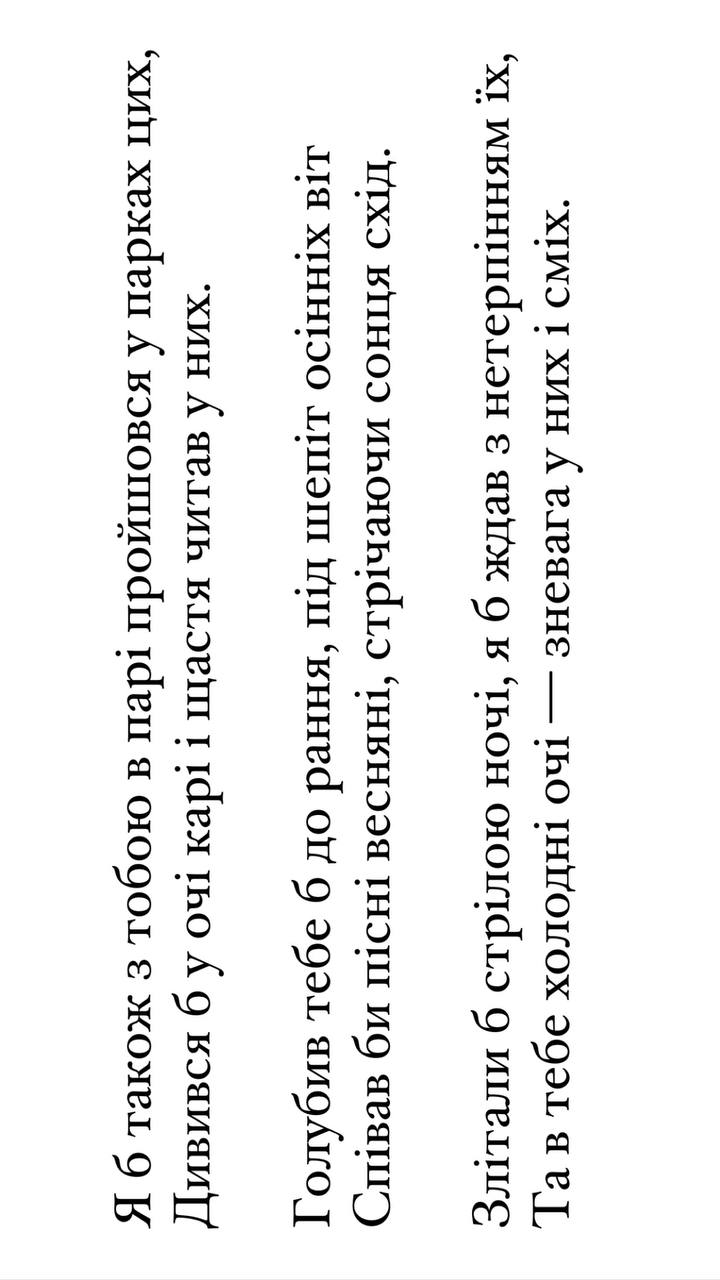 Я б також з тобою в парі пройшовся у парках цих,
Дивився б у очі карі і щастя читав у них.
Голубив тебе б до рання, під шепіт осінніх віт
Співав би пісні весняні, стрічаючи сонця схід.
Злітали б стрілою ночі, я б ждав з нетерпінням їх,
Та в тебе холодні очі — зневага у них і сміх.